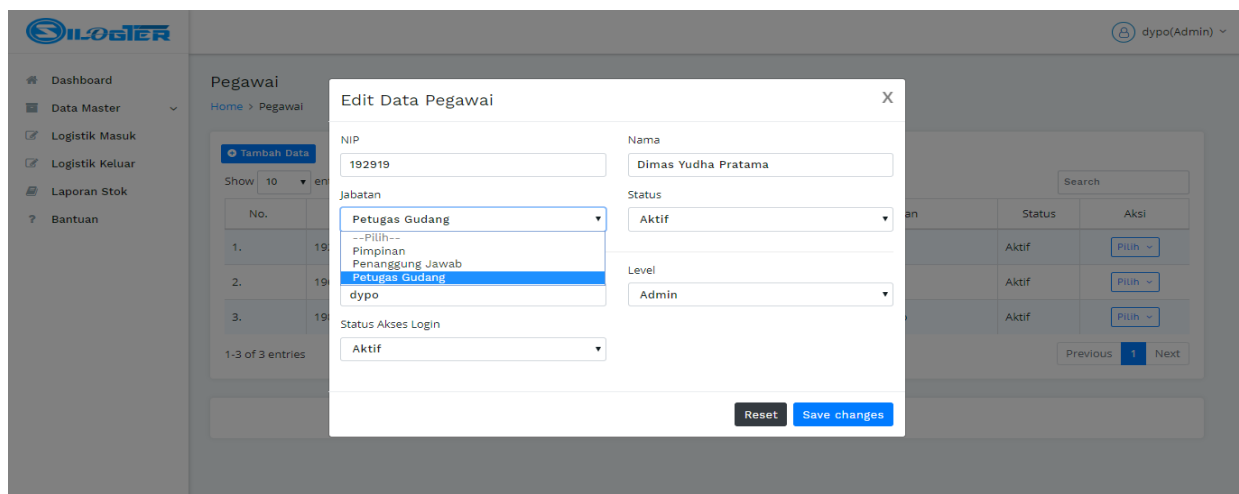 SILOGTER
dypo(Admin)
Dashboard
Data Master
Logistik Masuk
Logistik Keluar
Laporan Stok
Bantuan
Pegawai
Home > Pegawai
Tambah Data
Show 10
Search
No.
Status
Aksi
1.
Aktif
Pilih
2.
Aktif
Pilih
3.
Aktif
Pilih
1-3 of 3 entries
Previous 1 Next
Edit Data Pegawai
X
NIP
Nama
192919
Dimas Yudha Pratama
Jabatan
Status
Petugas Gudang
Aktif
--Pilih--
Pimpinan
Penanggung Jawab
Petugas Gudang
Level
dypo
Admin
Status Akses Login
Aktif
Reset
Save changes